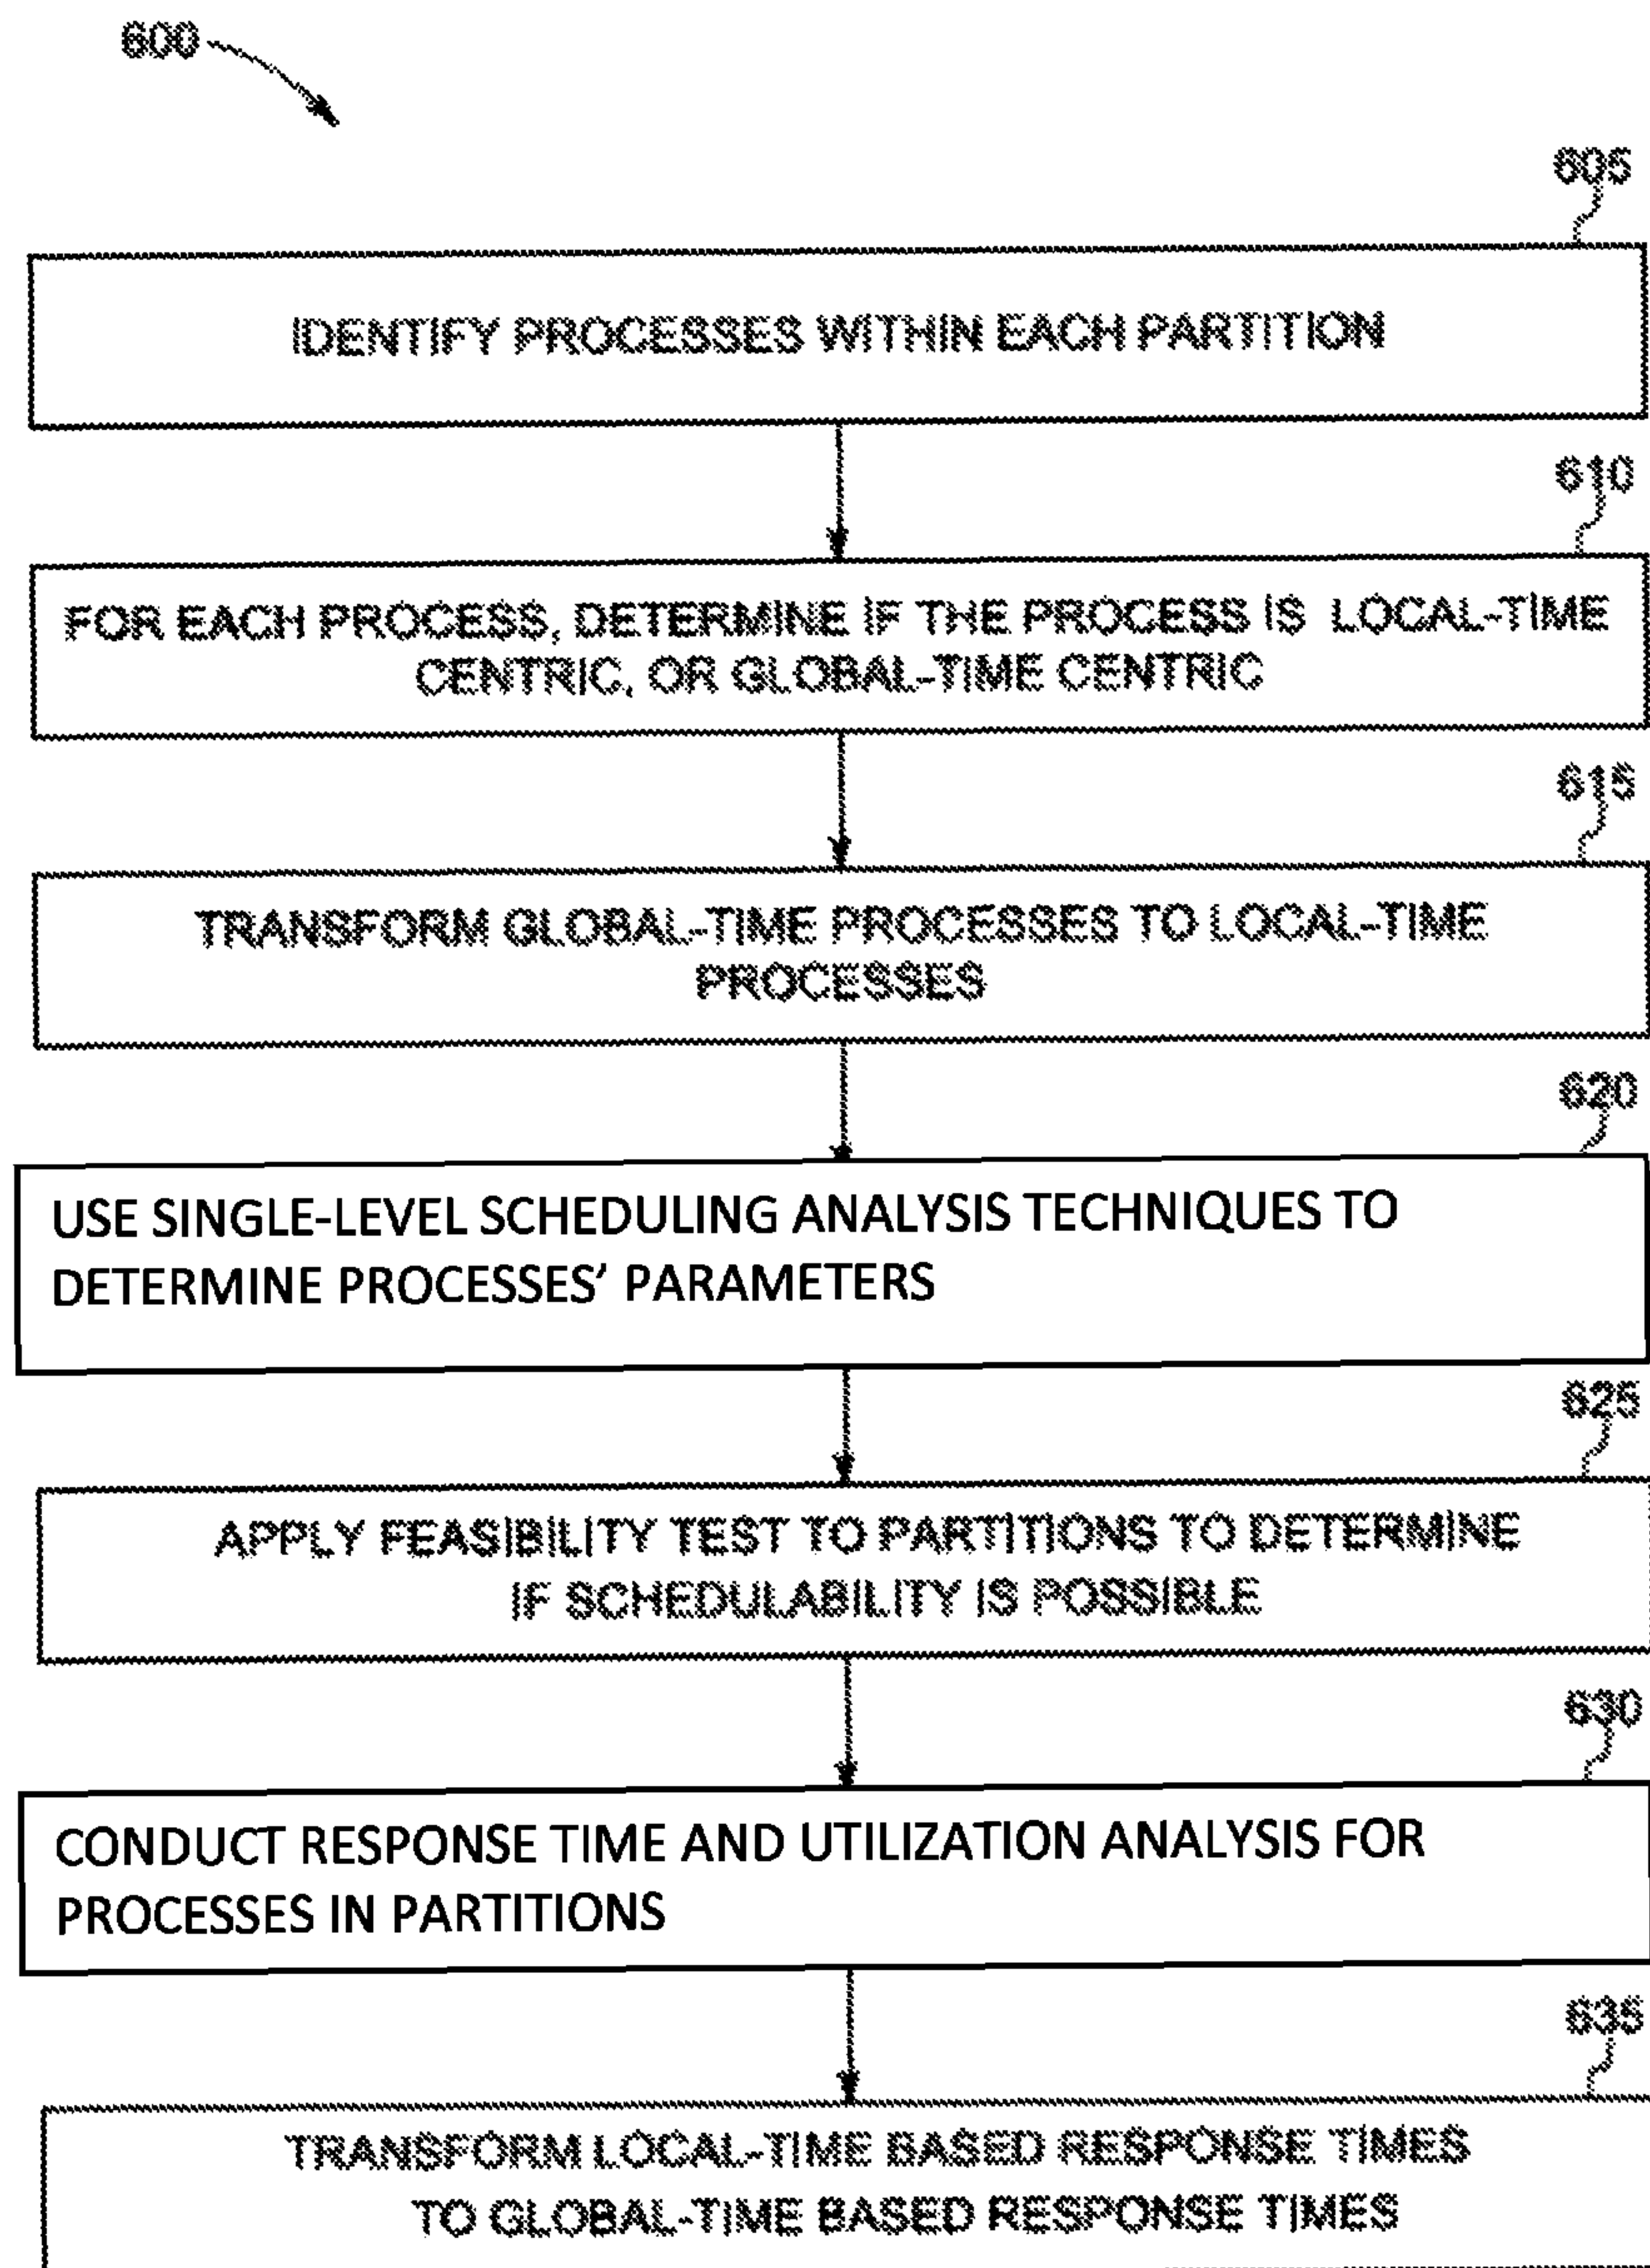 600
605
IDENTIFY PROCESSES WITHIN EACH PARTITION
610
FOR EACH PROCESS, DETERMINE IF THE PROCESS IS LOCAL-TIME
CENTRIC, OR GLOBAL-TIME CENTRIC
615
TRANSFORM GLOBAL-TIME PROCESSES TO LOCAL-TIME
PROCESSES
620
USE SINGLE-LEVEL SCHEDULING ANALYSIS TECHNIQUES TO
DETERMINE PROCESSES’ PARAMETERS
625
APPLY FEASIBILITY TEST TO PARTITIONS TO DETERMINE
IF SCHEDULABILITY IS POSSIBLE
630
CONDUCT RESPONSE TIME AND UTILIZATION ANALYSIS FOR
PROCESSES IN PARTITIONS
635
TRANSFORM LOCAL-TIME BASED RESPONSE TIMES
TO GLOBAL-TIME BASED RESPONSE TIMES